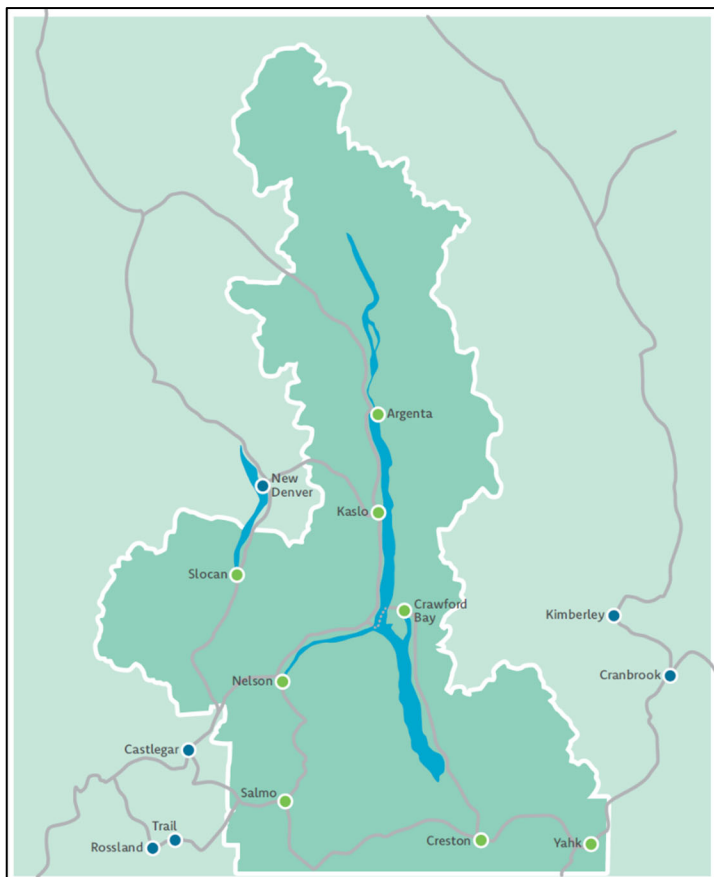 Argenta
New
Denver
Kaslo
Slocan
Crawford
Bay
Kimberley
Nelson
Cranbrook
Castlegar
Salmo
Trail
Rossland
Creston
Yahk